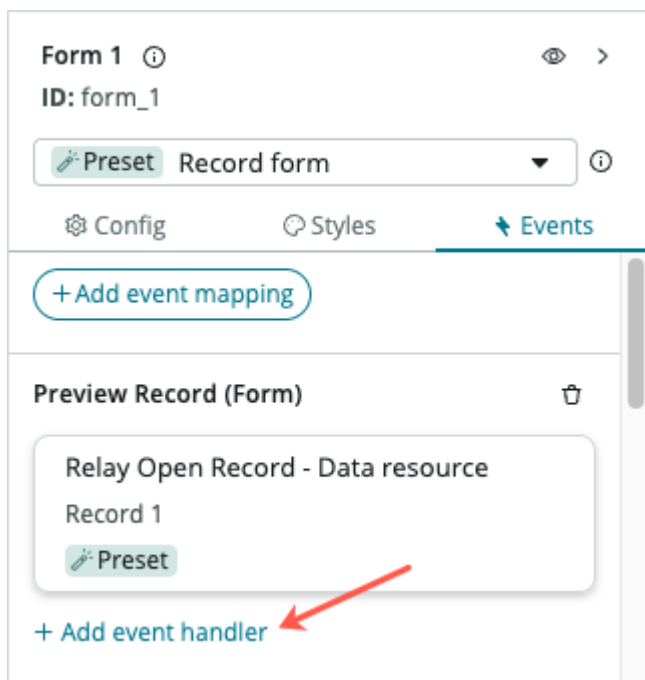 Form 1
ID: form_1
Preset Record form
Config Styles Events
+ Add event mapping
Preview Record (Form)
Relay Open Record - Data resource
Record 1
Preset
+ Add event handler